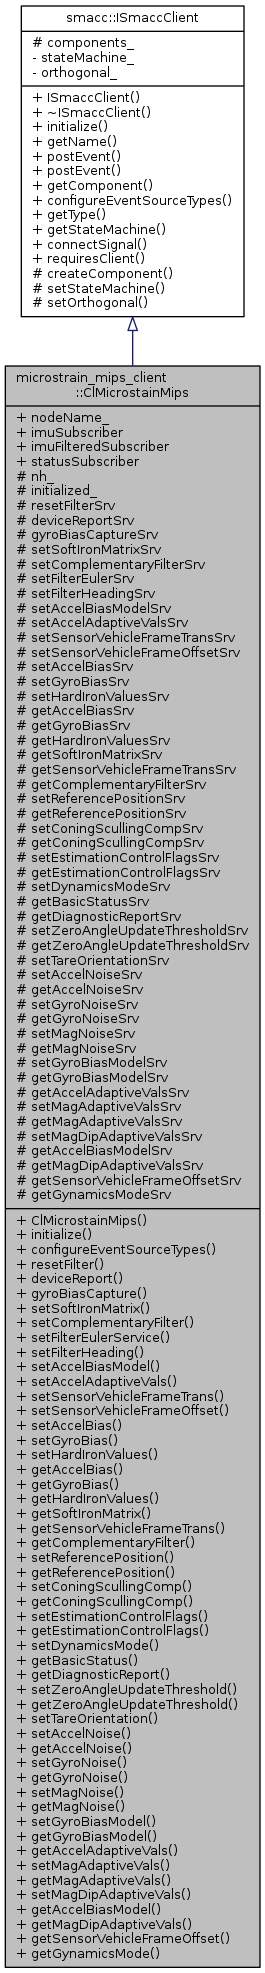 smacc::ISmaccClient
# components_
- stateMachine_
- orthogonal_
+ ISmaccClient()
+ ~ISmaccClient()
+ initialize()
+ getName()
+ postEvent()
+ postEvent()
+ getComponent()
+ configureEventSourceTypes()
+ getType()
+ getStateMachine()
+ connectSignal()
+ requiresClient()
# createComponent()
# setStateMachine()
# setOrthogonal()
microstrain_mips_client
::ClMicrostainMips
+ nodeName_
+ imuSubscriber
+ imuFilteredSubscriber
+ statusSubscriber
# nh_
# initialized_
# resetFilterSrv
# deviceReportSrv
# gyroBiasCaptureSrv
# setSoftIronMatrixSrv
# setComplementaryFilterSrv
# setFilterEulerSrv
# setFilterHeadingSrv
# setAccelBiasModelSrv
# setAccelAdaptiveValsSrv
# setSensorVehicleFrameTransSrv
# setSensorVehicleFrameOffsetSrv
# setAccelBiasSrv
# setGyroBiasSrv
# setHardIronValuesSrv
# getAccelBiasSrv
# getGyroBiasSrv
# getHardIronValuesSrv
# getSoftIronMatrixSrv
# getSensorVehicleFrameTransSrv
# getComplementaryFilterSrv
# setReferencePositionSrv
# getReferencePositionSrv
# setConingScullingCompSrv
# getConingScullingCompSrv
# setEstimationControlFlagsSrv
# getEstimationControlFlagsSrv
# setDynamicsModeSrv
# getBasicStatusSrv
# getDiagnosticReportSrv
# setZeroAngleUpdateThresholdSrv
# getZeroAngleUpdateThresholdSrv
# setTareOrientationSrv
# setAccelNoiseSrv
# getAccelNoiseSrv
# setGyroNoiseSrv
# getGyroNoiseSrv
# setMagNoiseSrv
# getMagNoiseSrv
# setGyroBiasModelSrv
# getGyroBiasModelSrv
# getAccelAdaptiveValsSrv
# setMagAdaptiveValsSrv
# getMagAdaptiveValsSrv
# setMagDipAdaptiveValsSrv
# getAccelBiasModelSrv
# getMagDipAdaptiveValsSrv
# getSensorVehicleFrameOffsetSrv
# getGynamicsModeSrv
+ ClMicrostainMips()
+ initialize()
+ configureEventSourceTypes()
+ resetFilter()
+ deviceReport()
+ gyroBiasCapture()
+ setSoftIronMatrix()
+ setComplementaryFilter()
+ setFilterEulerService()
+ setFilterHeading()
+ setAccelBiasModel()
+ setAccelAdaptiveVals()
+ setSensorVehicleFrameTrans()
+ setSensorVehicleFrameOffset()
+ setAccelBias()
+ setGyroBias()
+ setHardIronValues()
+ getAccelBias()
+ getGyroBias()
+ getHardIronValues()
+ getSoftIronMatrix()
+ getSensorVehicleFrameTrans()
+ getComplementaryFilter()
+ setReferencePosition()
+ getReferencePosition()
+ setConingScullingComp()
+ getConingScullingComp()
+ setEstimationControlFlags()
+ getEstimationControlFlags()
+ setDynamicsMode()
+ getBasicStatus()
+ getDiagnosticReport()
+ setZeroAngleUpdateThreshold()
+ getZeroAngleUpdateThreshold()
+ setTareOrientation()
+ setAccelNoise()
+ getAccelNoise()
+ setGyroNoise()
+ getGyroNoise()
+ setMagNoise()
+ getMagNoise()
+ setGyroBiasModel()
+ getGyroBiasModel()
+ getAccelAdaptiveVals()
+ setMagAdaptiveVals()
+ getMagAdaptiveVals()
+ setMagDipAdaptiveVals()
+ getAccelBiasModel()
+ getMagDipAdaptiveVals()
+ getSensorVehicleFrameOffset()
+ getGynamicsMode()